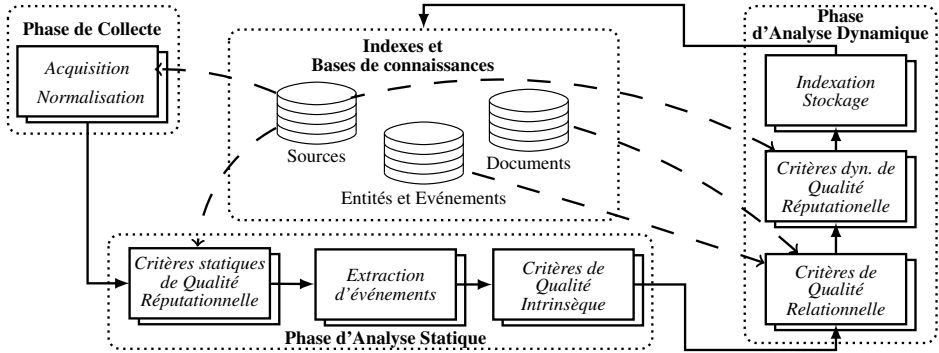 Phase de Collecte
Acquisition
Normalisation
Indexes et
Bases de connaissances
Sources
Documents
Entités et Evénements
Phase
d'Analyse Dynamique
Indexation
Stockage
Critères dyn. de
Qualité
Réputationelle
Critères de
Qualité
Relationnelle
Critères statiques
de Qualité
Réputationnelle
Extraction
d'événements
Critères de
Qualité
Intrinsèque
Phase d'Analyse Statique